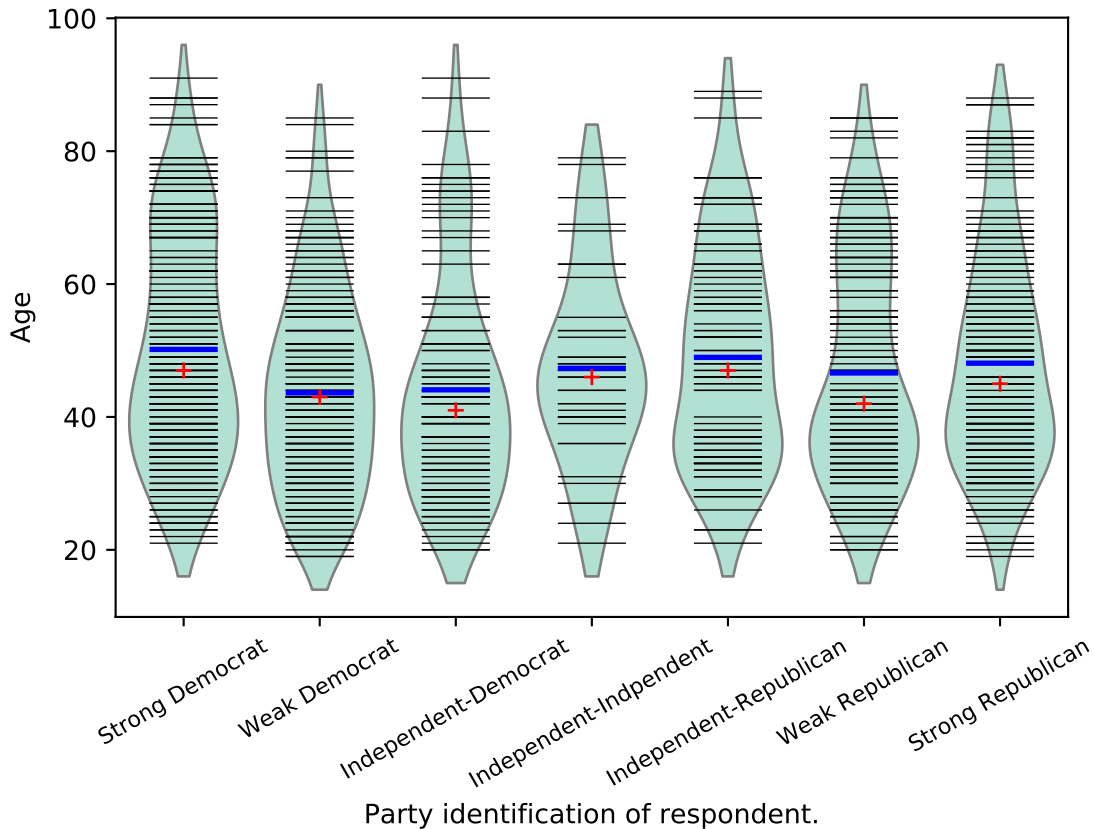 100
80
60
40
20
Age
Strong Democrat
Weak Democrat
Independent-Democrat
Independent-Indpendent
Independent-Republican
Weak Republican
Strong Republican
Party identification of respondent.